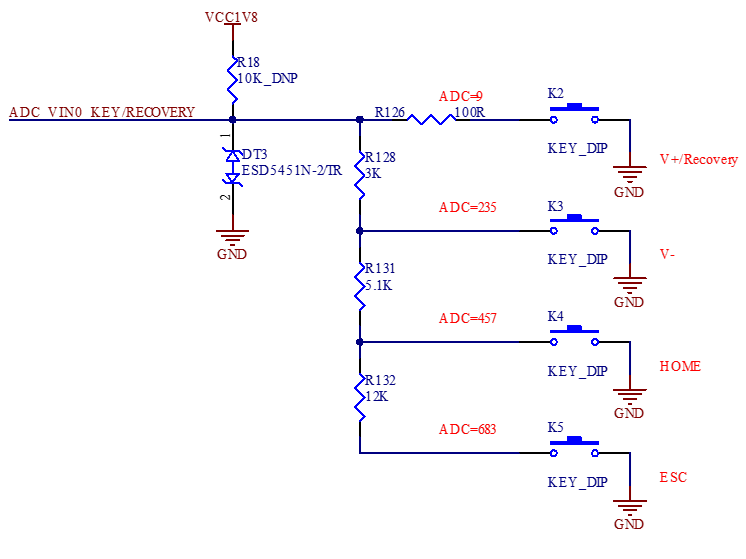 VCC1V8
R18
10K_DNP
ADC_VIN0_KEY/RECOVERY
1
DT3
ESD5451N-2/TR
2
GND
R126
ADC=9
100R
K2
KEY_DIP
GND
V+/Recovery
R128
3K
ADC=235
K3
KEY_DIP
GND
V-
R131
5.1K
ADC=457
K4
KEY_DIP
GND
HOME
R132
12K
ADC=683
K5
KEY_DIP
GND
ESC